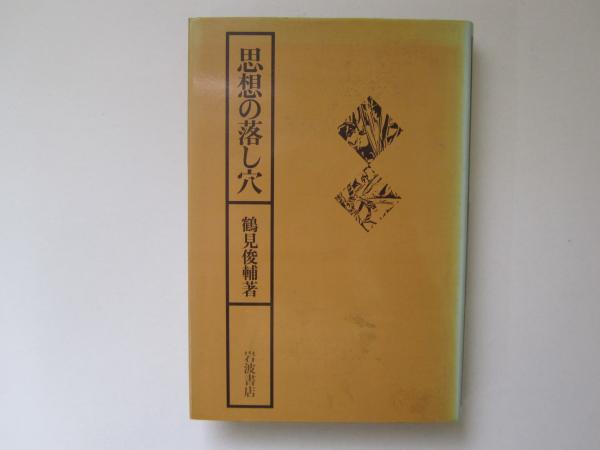 思想の落し穴
鶴見俊輔著
岩波書店